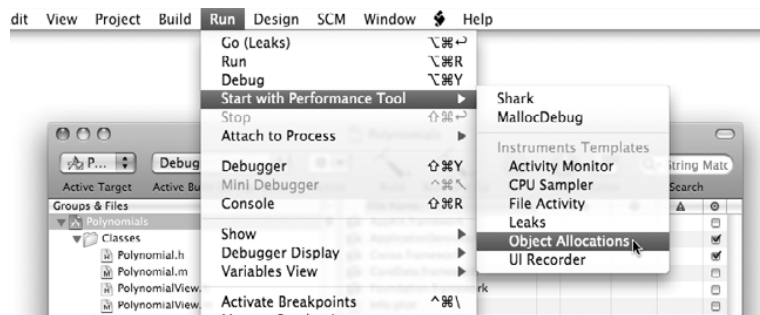 dit View Project Build Run Design SCM Window Help
Go (Leaks) ⌥⌘↩
Run ⌥⌘R
Debug ⌥⌘Y
Start with Performance Tool ▶
Stop ⇧⌘↩
Attach to Process ▶
Debugger ⇧⌘Y
Mini Debugger ^⌘↖
Console ⇧⌘R
Show ▶
Debugger Display ▶
Variables View ▶
Activate Breakpoints ^⌘\
Shark
MallocDebug
Instruments Templates
Activity Monitor
CPU Sampler
File Activity
Leaks
Object Allocations
UI Recorder
Polynomials
P... Debug
String Matc
Active Target Active Bu
Search
Groups & Files
Polynomials
Classes
Polynomial.h
Polynomial.m
PolynomialView.
PolynomialView.